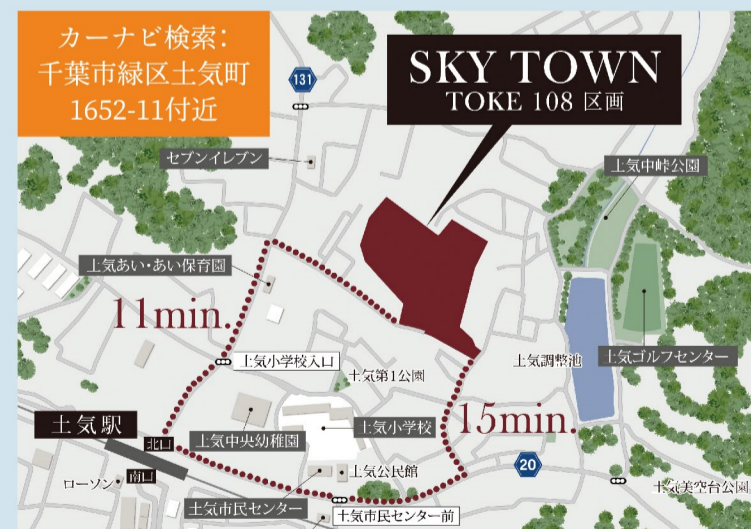 カーナビ検索:
千葉市緑区土気町
1652-11付近
131
SKY TOWN
TOKE 108 区画
セブンイレブン
土気中峠公園
土気あい・あい保育園
11min.
土気小学校入口
土気第1公園
土気調整池
土気ゴルフセンター
土気駅
北口
土気中央幼稚園
土気小学校
15min.
ローソン
南口
土気公民館
20
土気美空台公園
土気市民センター
土気市民センター前